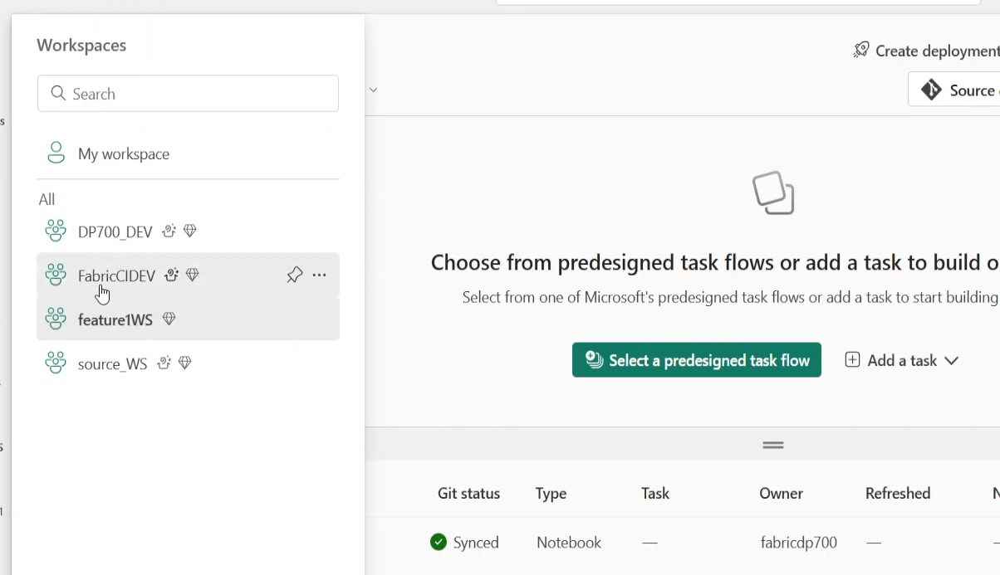 Workspaces
Search
My workspace
All
DP700_DEV
FabricCIDEV
feature1WS
source_WS
Create deployment
Source
Choose from predesigned task flows or add a task to build
Select from one of Microsoft's predesigned task flows or add a task to start building
Select a predesigned task flow
Add a task
Git status Type Task Owner Refreshed
Synced Notebook — fabricdp700 —